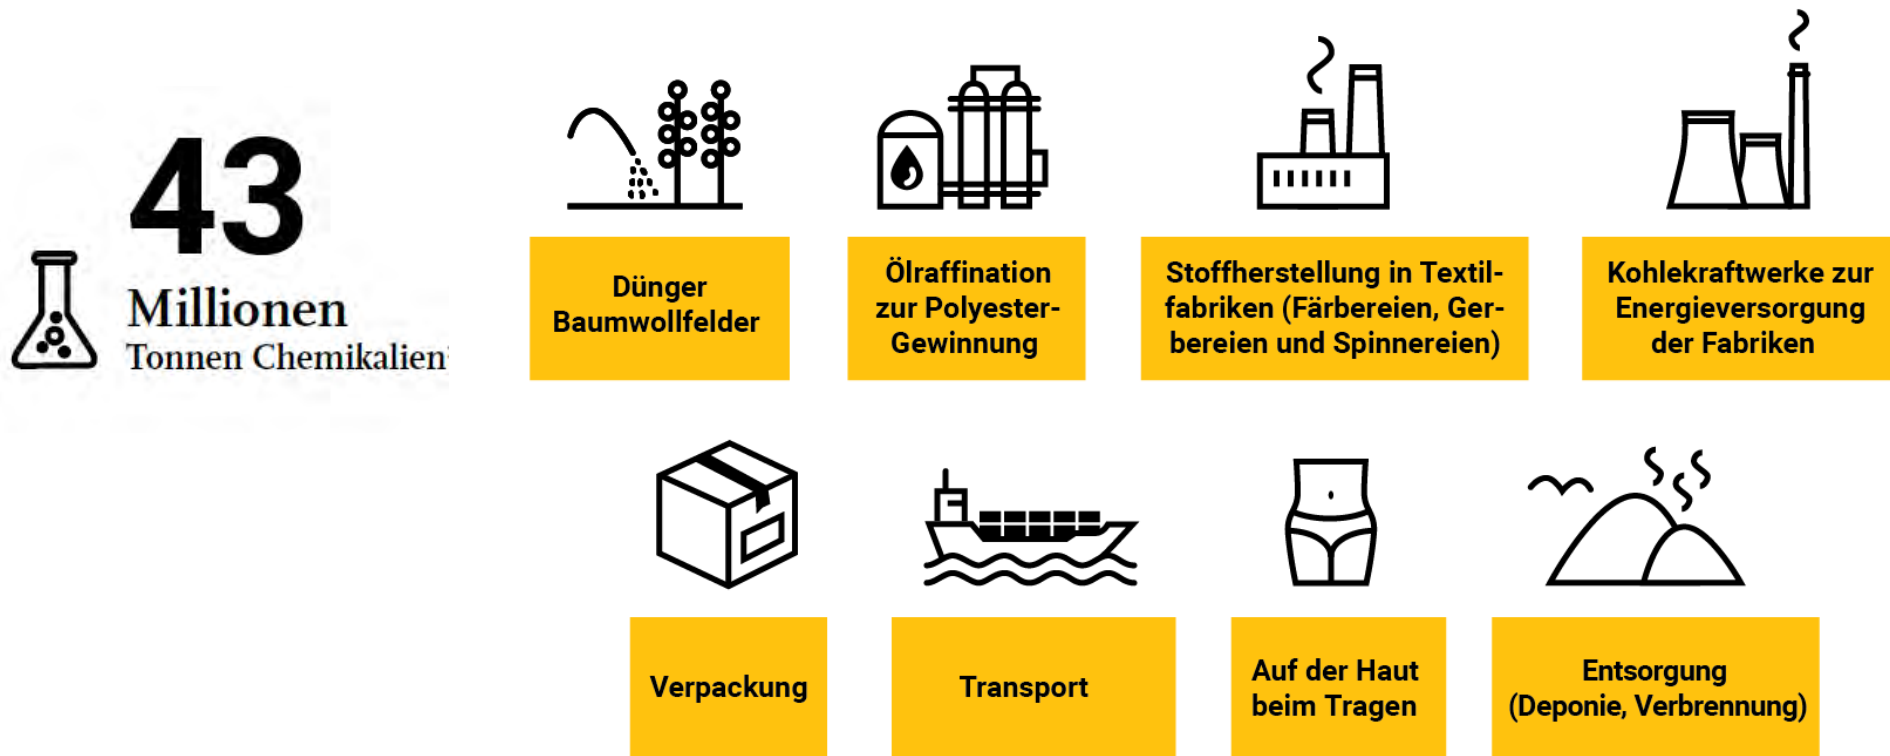 43
Millionen
Tonnen Chemikalien
Dünger
Baumwollfelder
Ölraffination
zur Polyester-
Gewinnung
Stoffherstellung in Textil-
fabriken (Färbereien, Ger-
bereien und Spinnereien)
Kohlekraftwerke zur
Energieversorgung
der Fabriken
Verpackung
Transport
Auf der Haut
beim Tragen
Entsorgung
(Deponie, Verbrennung)